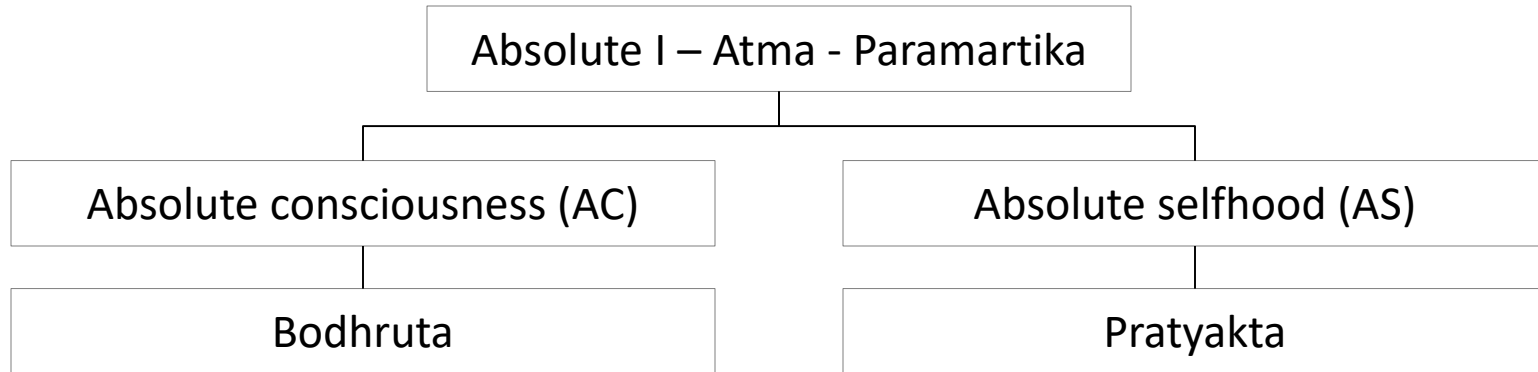 Absolute I – Atma - Paramartika
Absolute consciousness (AC)
Absolute selfhood (AS)
Bodhruta
Pratyakta